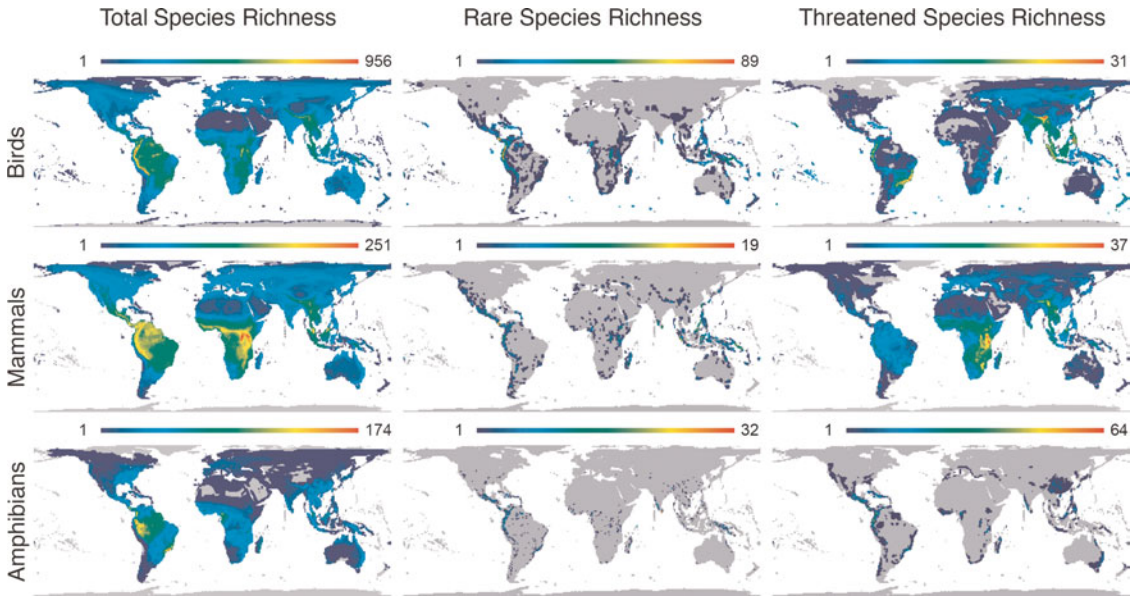 Total Species Richness Rare Species Richness Threatened Species Richness
1 956 1 89 1 31
Birds
1 251 1 19 1 37
Mammals
1 174 1 32 1 64
Amphibians